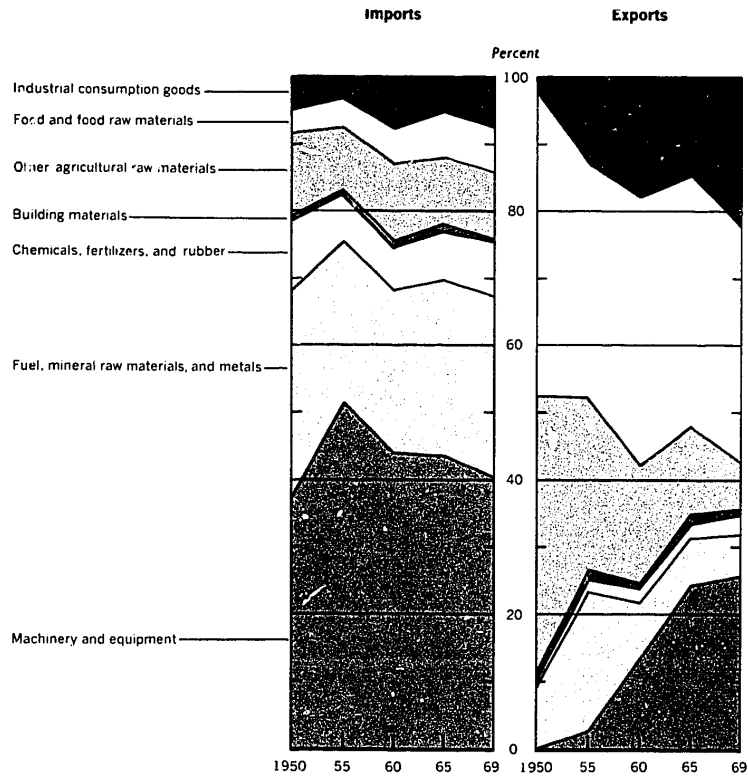 Imports Exports
Percent
Industrial consumption goods
Food and food raw materials
Other agricultural raw materials
Building materials
Chemicals, fertilizers, and rubber
Fuel, mineral raw materials, and metals
Machinery and equipment
100
80
60
40
20
0
1950 55 60 65 69 1950 55 60 65 69